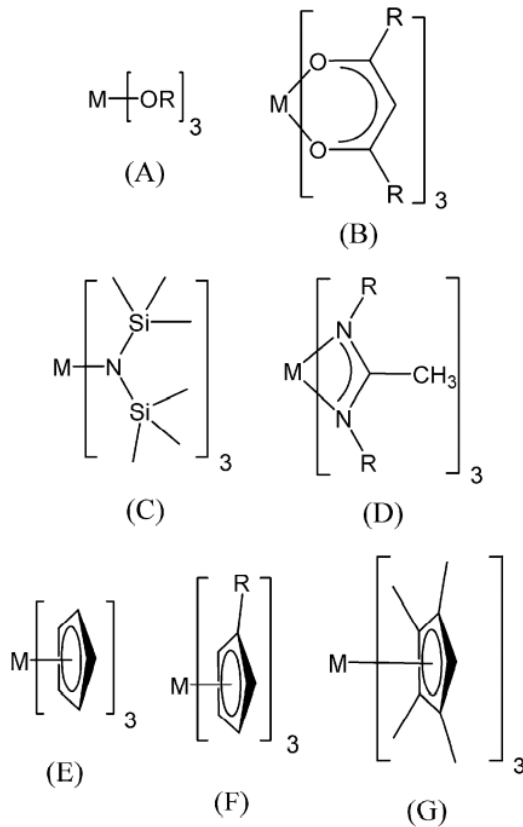 M [OR]3
(A)
M O O R R 3
(B)
M N Si Si 3
(C)
M N N R R CH3 3
(D)
M 3
(E)
M R 3
(F)
M 3
(G)